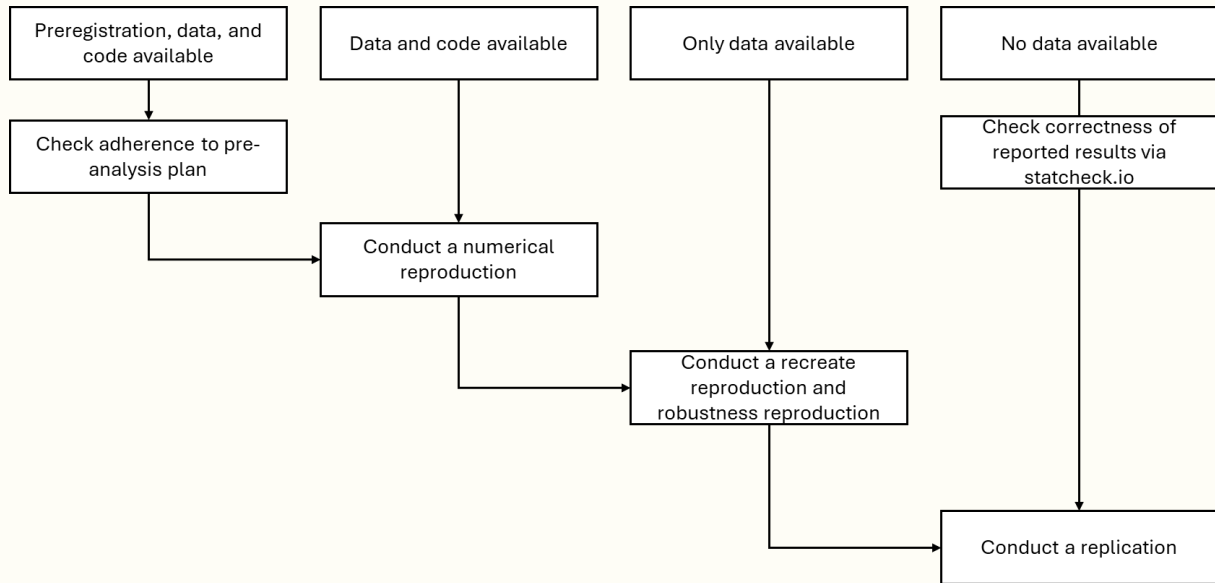 Preregistration, data, and
code available
Data and code available
Only data available
No data available
Check adherence to pre-
analysis plan
Check correctness of
reported results via
statcheck.io
Conduct a numerical
reproduction
Conduct a recreate
reproduction and
robustness reproduction
Conduct a replication